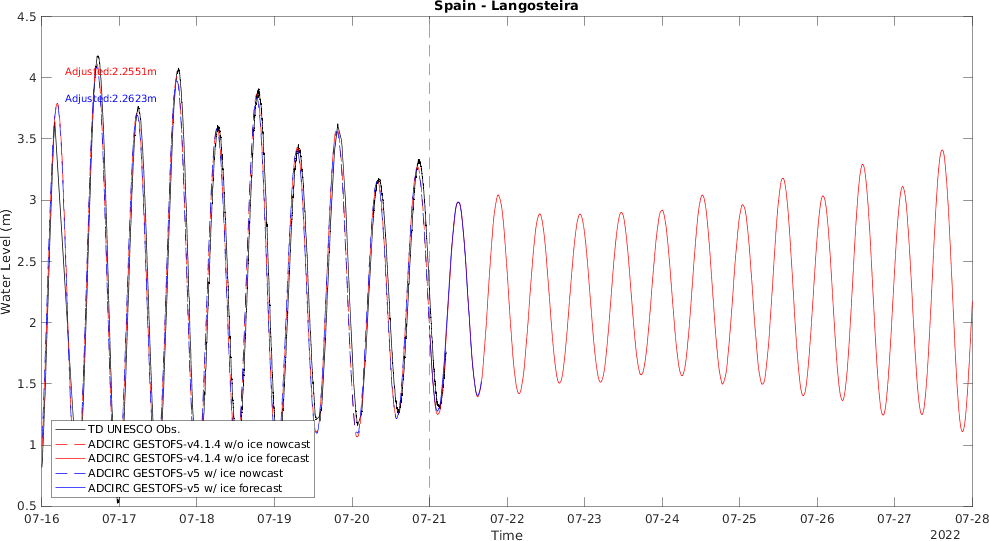 Spain - Langosteira
4.5
4
3.5
3
2.5
2
1.5
1
0.5
Water Level (m)
Adjusted:2.2551m
Adjusted:2.2623m
TD UNESCO Obs.
ADCIRC GESTOFS-v4.1.4 w/o ice nowcast
ADCIRC GESTOFS-v4.1.4 w/o ice forecast
ADCIRC GESTOFS-v5 w/ ice nowcast
ADCIRC GESTOFS-v5 w/ ice forecast
07-16 07-17 07-18 07-19 07-20 07-21 07-22 07-23 07-24 07-25 07-26 07-27 07-28
Time
2022